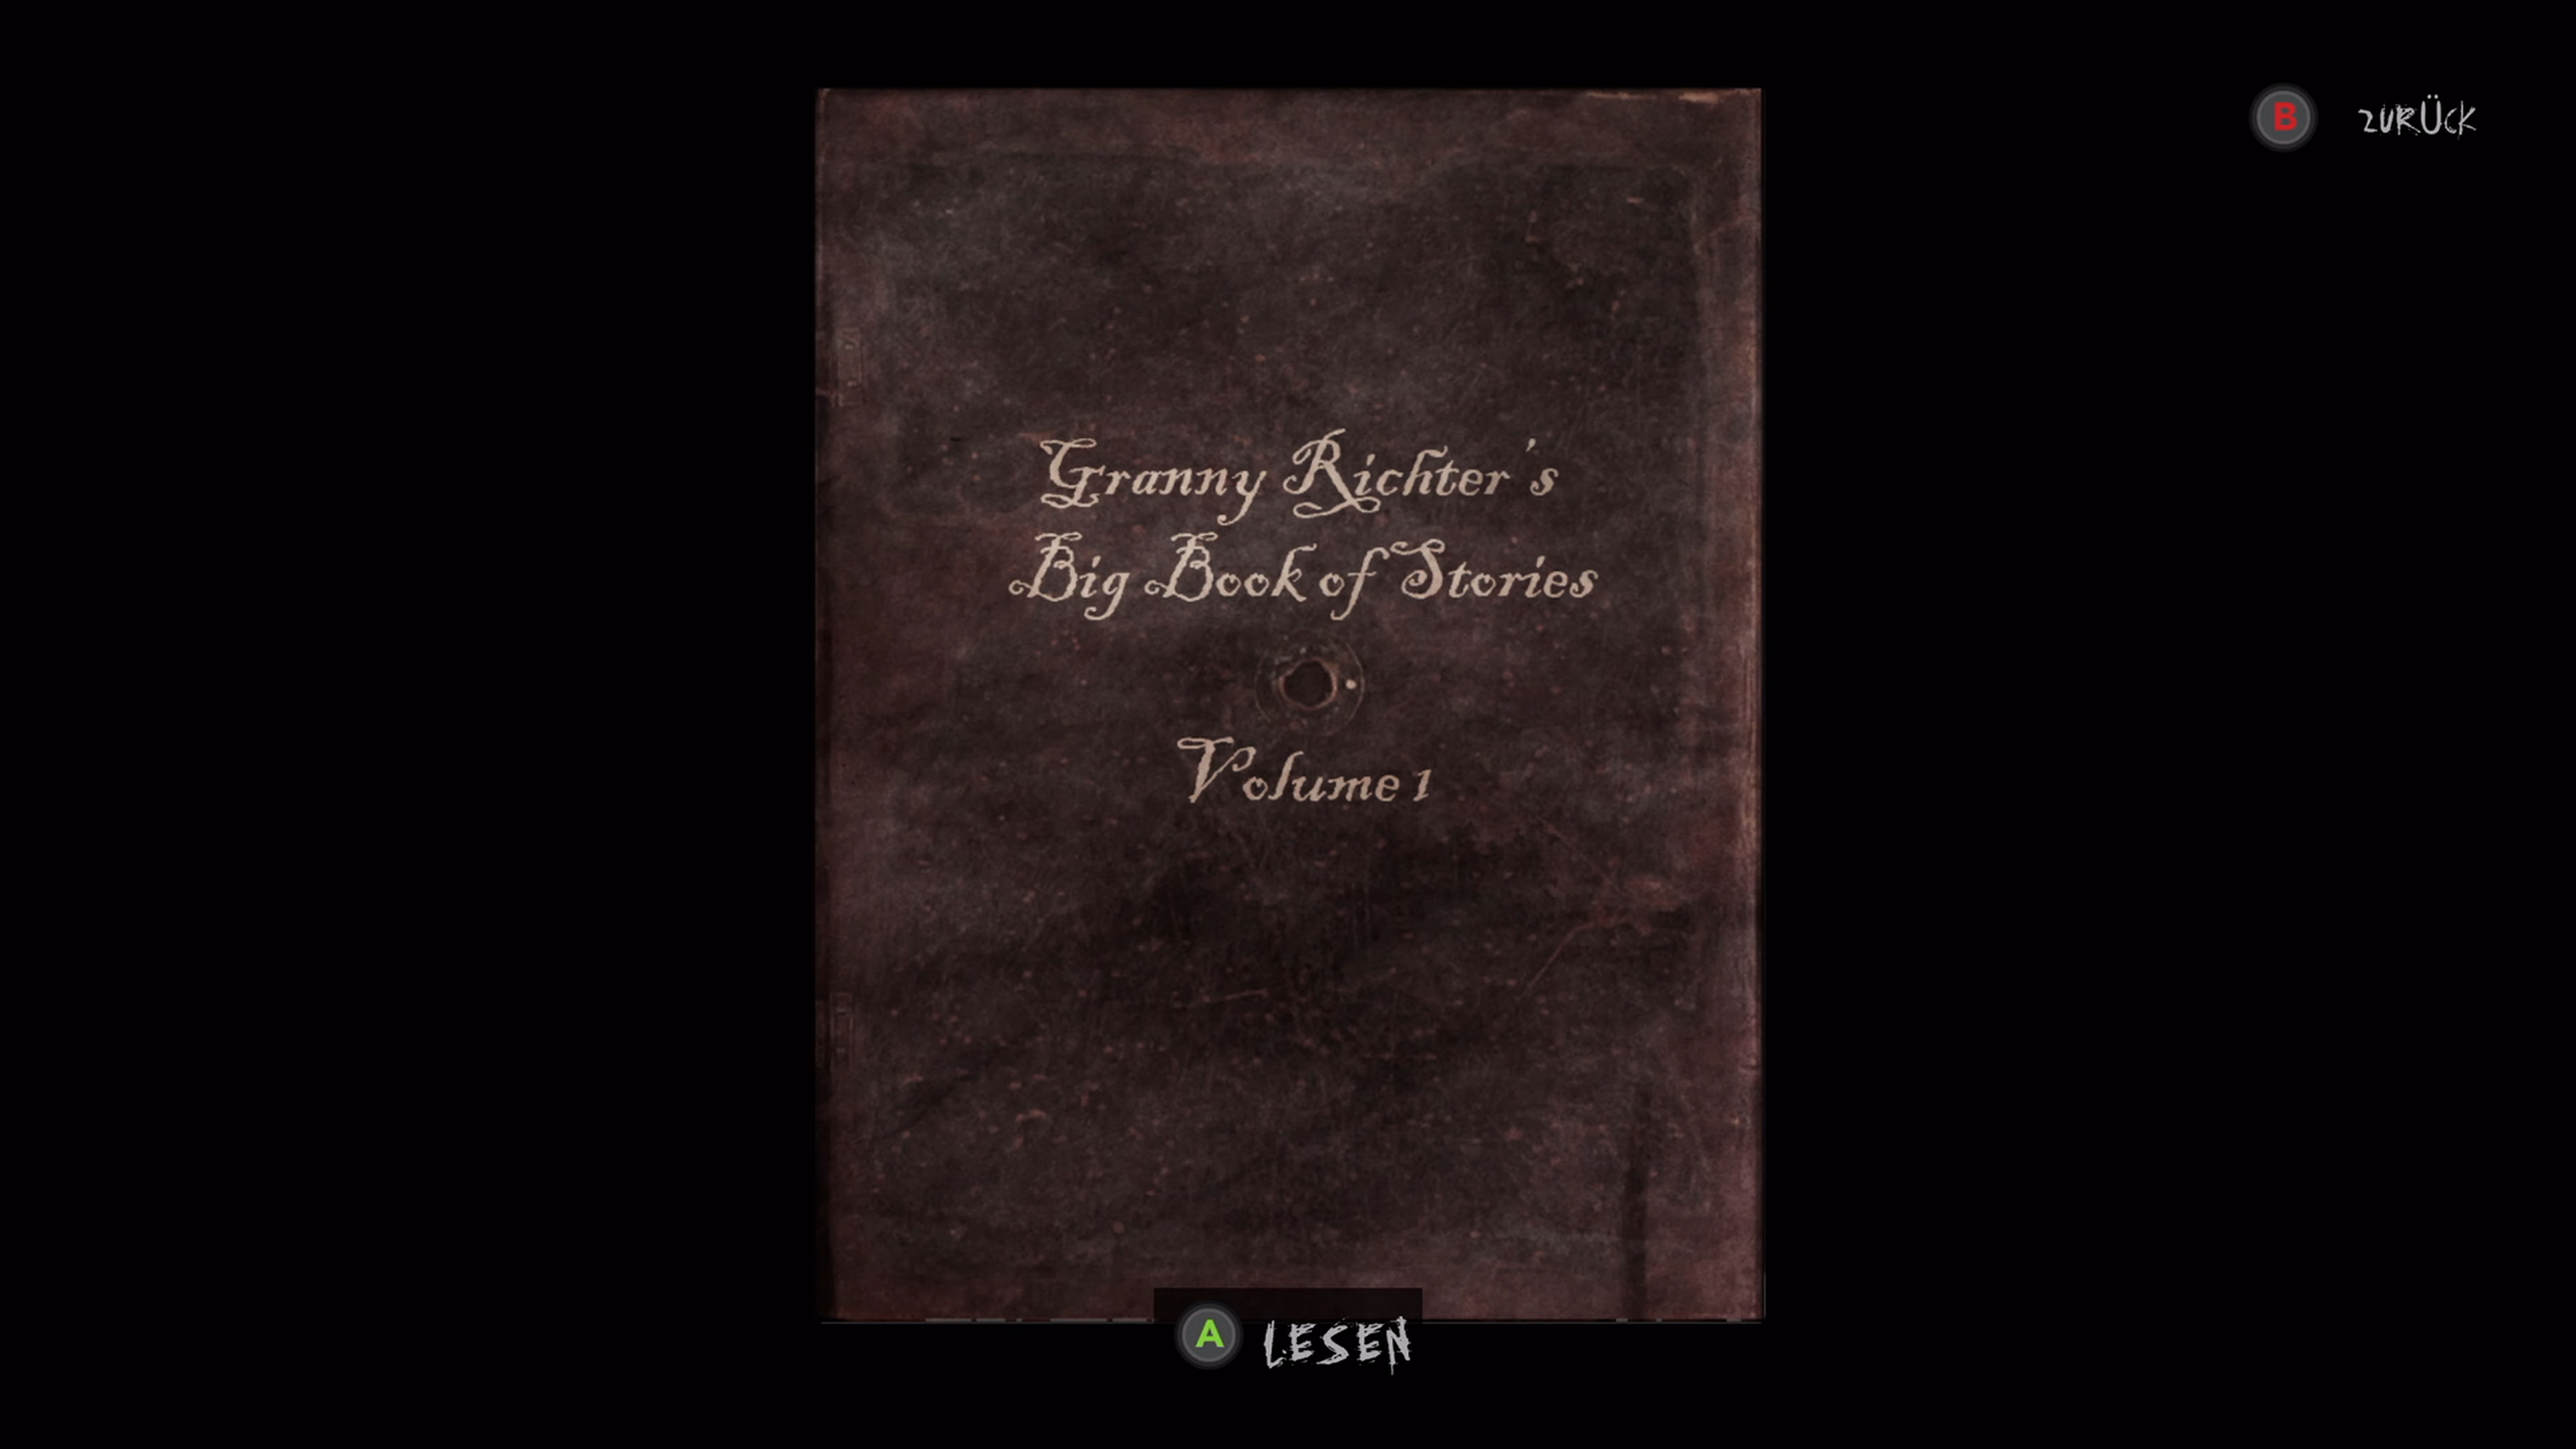 B ZURÜCK
Granny Richter's
Big Book of Stories
Volume 1
A LESEN